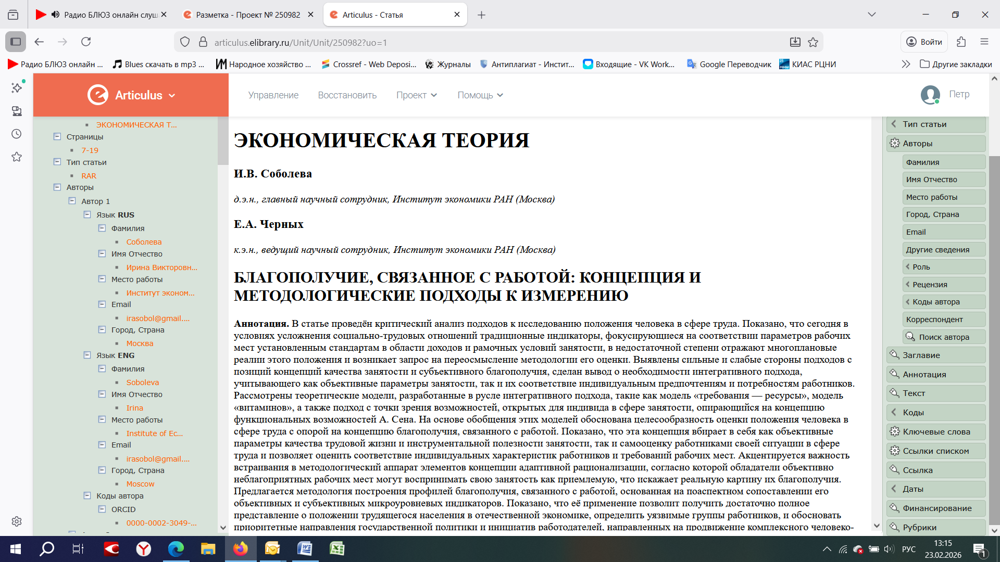 Радио БЛЮЗ онлайн слуш
Разметка - Проект № 250982
Articulus - Статья
articulus.elibrary.ru/Unit/Unit/250982?uo=1
Войти
Радио БЛЮЗ онлайн ...
Blues скачать в mp3 ...
Народное хозяйство ...
Crossref - Web Deposi...
Журналы
Антиплагиат - Инстит...
Входящие - VK Work...
Google Переводчик
КИАС РЦНИ
Другие закладки
Articulus
Управление
Восстановить
Проект
Помощь
Петр
ЭКОНОМИЧЕСКАЯ Т...
Страницы
7-19
Тип статьи
RAR
Авторы
Автор 1
Язык RUS
Фамилия
Соболева
Имя Отчество
Ирина Викторовн...
Место работы
Институт эконом...
Email
irasobol@gmail....
Город, Страна
Москва
Язык ENG
Фамилия
Soboleva
Имя Отчество
Irina
Место работы
Institute of Ec...
Email
irasobol@gmail....
Город, Страна
Moscow
Коды автора
ORCID
0000-0002-3049-...
ЭКОНОМИЧЕСКАЯ ТЕОРИЯ
И.В. Соболева
д.э.н., главный научный сотрудник, Институт экономики РАН (Москва)
Е.А. Черных
к.э.н., ведущий научный сотрудник, Институт экономики РАН (Москва)
БЛАГОПОЛУЧИЕ, СВЯЗАННОЕ С РАБОТОЙ: КОНЦЕПЦИЯ И
МЕТОДОЛОГИЧЕСКИЕ ПОДХОДЫ К ИЗМЕРЕНИЮ
Аннотация. В статье проведён критический анализ подходов к исследованию положения человека в сфере труда. Показано, что сегодня в
условиях усложнения социально-трудовых отношений традиционные индикаторы, фокусирующиеся на соответствии параметров рабочих
мест установленным стандартам в области доходов и рамочных условий занятости, в недостаточной степени отражают многоплановые
реалии этого положения и возникает запрос на переосмысление методологии его оценки. Выявлены сильные и слабые стороны подходов с
позиций концепций качества занятости и субъективного благополучия, сделан вывод о необходимости интегративного подхода,
учитывающего как объективные параметры занятости, так и их соответствие индивидуальным предпочтениям и потребностям работников.
Рассмотрены теоретические модели, разработанные в русле интегративного подхода, такие как модель «требования — ресурсы», модель
«витаминов», а также подход с точки зрения возможностей, открытых для индивида в сфере занятости, опирающийся на концепцию
функциональных возможностей А. Сена. На основе обобщения этих моделей обоснована целесообразность оценки положения человека в
сфере труда с опорой на концепцию благополучия, связанного с работой. Показано, что эта концепция вбирает в себя как объективные
параметры качества трудовой жизни и инструментальной полезности занятости, так и самооценку работниками своей ситуации в сфере
труда и позволяет оценить соответствие индивидуальных характеристик работников и требований рабочих мест. Акцентируется важность
встраивания в методологический аппарат элементов концепции адаптивной рационализации, согласно которой обладатели объективно
неблагоприятных рабочих мест могут воспринимать свою занятость как приемлемую, что искажает реальную картину их благополучия.
Предлагается методология построения профилей благополучия, связанного с работой, основанная на поаспектном сопоставлении его
объективных и субъективных микроуровневых индикаторов. Показано, что её применение позволит получить достаточно полное
представление о положении трудящегося населения в отечественной экономике, определить уязвимые группы работников, и обосновать
приоритетные направления государственной политики и инициатив работодателей, направленных на продвижение комплексного человеко-
Тип статьи
Авторы
Фамилия
Имя Отчество
Место работы
Город, Страна
Email
Другие сведения
Роль
Рецензия
Коды автора
Корреспондент
Поиск автора
Заглавие
Аннотация
Текст
Коды
Ключевые слова
Ссылки списком
Ссылка
Даты
Финансирование
Рубрики
РУС
13:15
23.02.2026
1